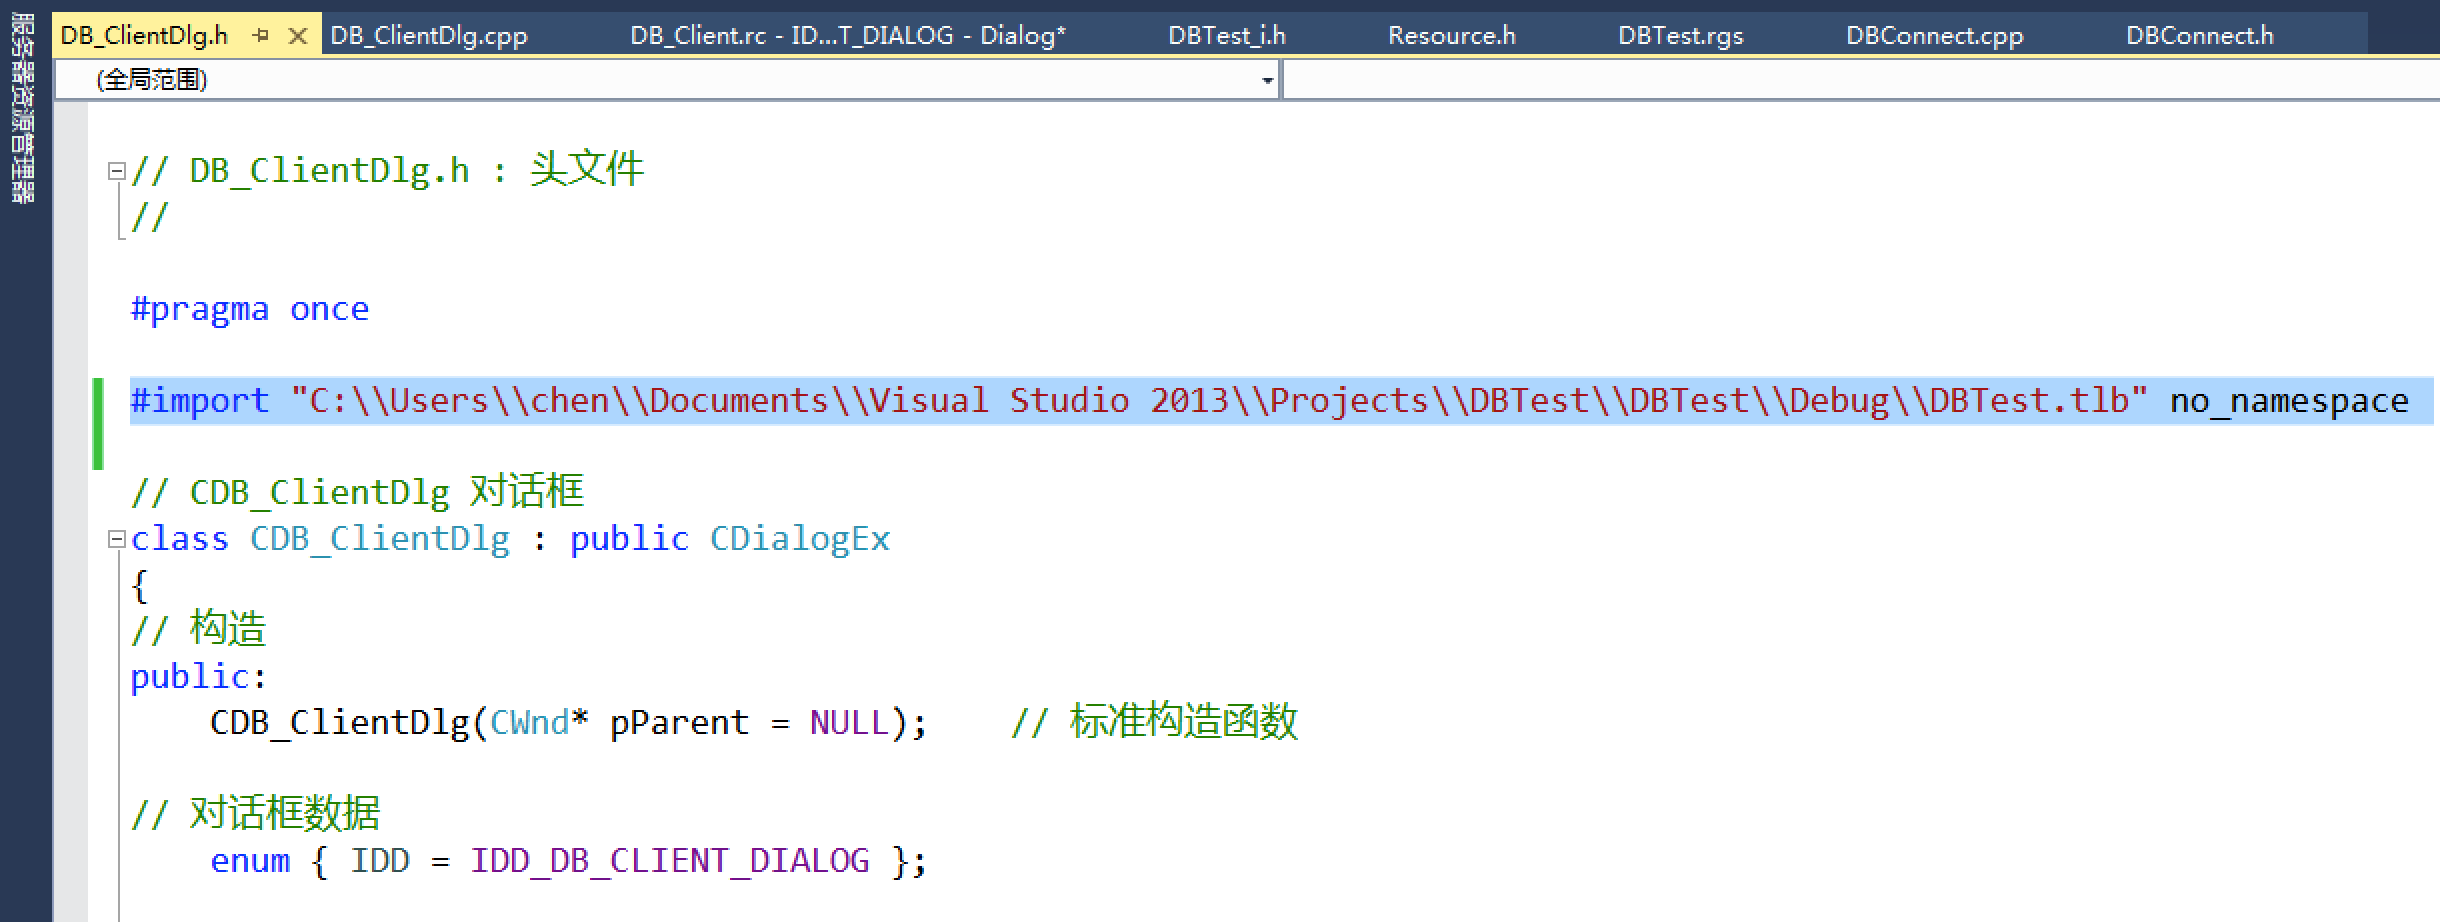 服务器资源管理器
DB_ClientDlg.h DB_ClientDlg.cpp DB_Client.rc - ID...T_DIALOG - Dialog* DBTest_i.h Resource.h DBTest.rgs DBConnect.cpp DBConnect.h
(全局范围)
// DB_ClientDlg.h : 头文件
//
#pragma once
#import "C:\\Users\\chen\\Documents\\Visual Studio 2013\\Projects\\DBTest\\DBTest\\Debug\\DBTest.tlb" no_namespace
// CDB_ClientDlg 对话框
class CDB_ClientDlg : public CDialogEx
{
// 构造
public:
CDB_ClientDlg(CWnd* pParent = NULL); // 标准构造函数
// 对话框数据
enum { IDD = IDD_DB_CLIENT_DIALOG };